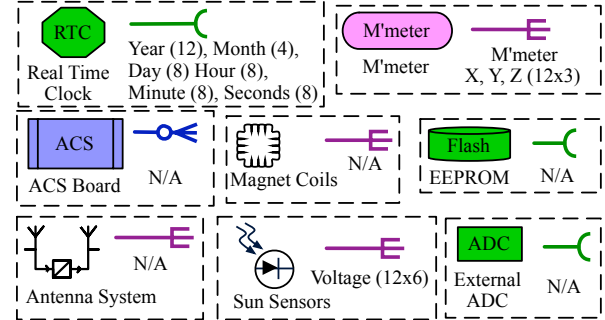 RTC
Real Time
Clock
Year (12), Month (4),
Day (8) Hour (8),
Minute (8), Seconds (8)
M'meter
M'meter
M'meter
X, Y, Z (12x3)
ACS
ACS Board
N/A
Magnet Coils
N/A
Flash
EEPROM
N/A
Antenna System
N/A
Sun Sensors
Voltage (12x6)
ADC
External
ADC
N/A